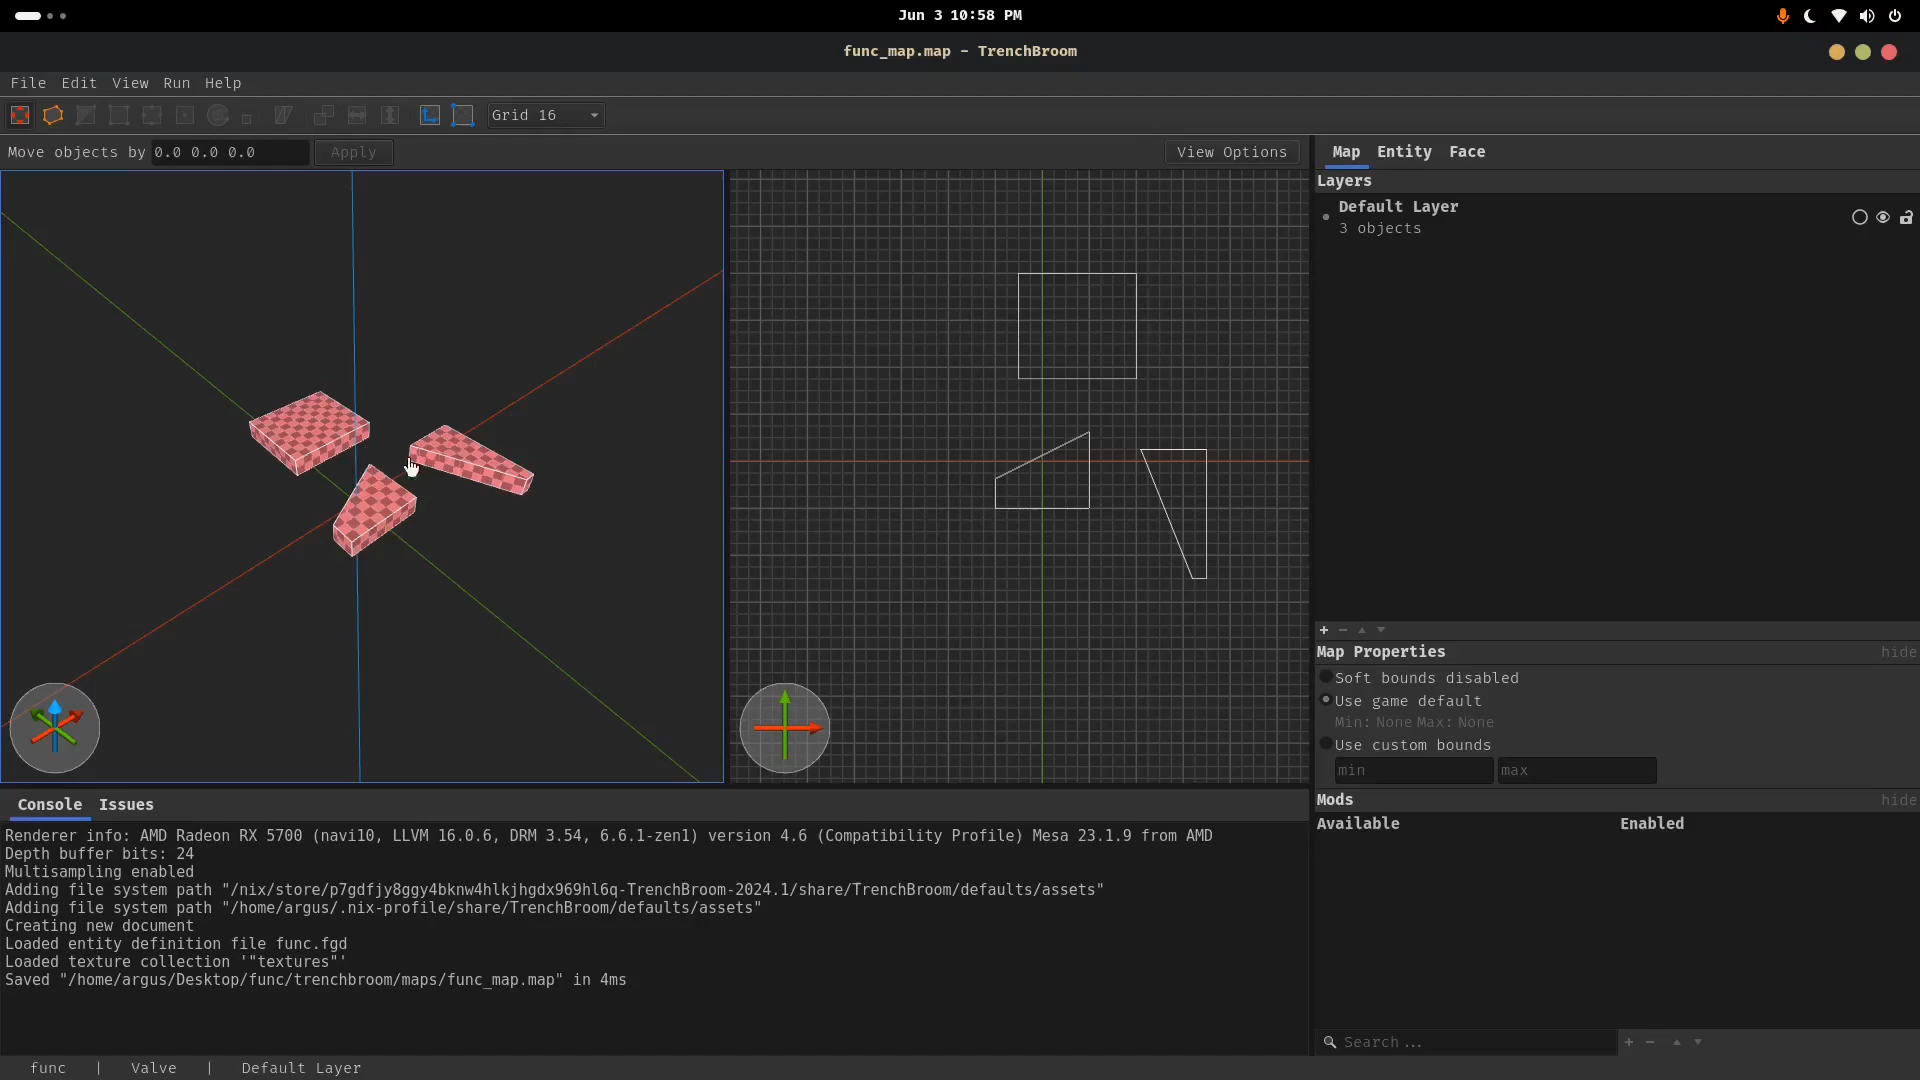 Jun 3 10:58 PM
func_map.map - TrenchBroom
File Edit View Run Help
Grid 16
Move objects by 0.0 0.0 0.0 Apply View Options
Map Entity Face
Layers
Default Layer
3 objects
Map Properties hide
Soft bounds disabled
Use game default
Min: None Max: None
Use custom bounds
min max
Mods hide
Available Enabled
Search ...
Console Issues
Renderer info: AMD Radeon RX 5700 (navi10, LLVM 16.0.6, DRM 3.54, 6.6.1-zen1) version 4.6 (Compatibility Profile) Mesa 23.1.9 from AMD
Depth buffer bits: 24
Multisampling enabled
Adding file system path "/nix/store/p7gdfjy8ggy4bknw4hlkjhgdx969hl6q-TrenchBroom-2024.1/share/TrenchBroom/defaults/assets"
Adding file system path "/home/argus/.nix-profile/share/TrenchBroom/defaults/assets"
Creating new document
Loaded entity definition file func.fgd
Loaded texture collection '"textures"'
Saved "/home/argus/Desktop/func/trenchbroom/maps/func_map.map" in 4ms
func | Valve | Default Layer